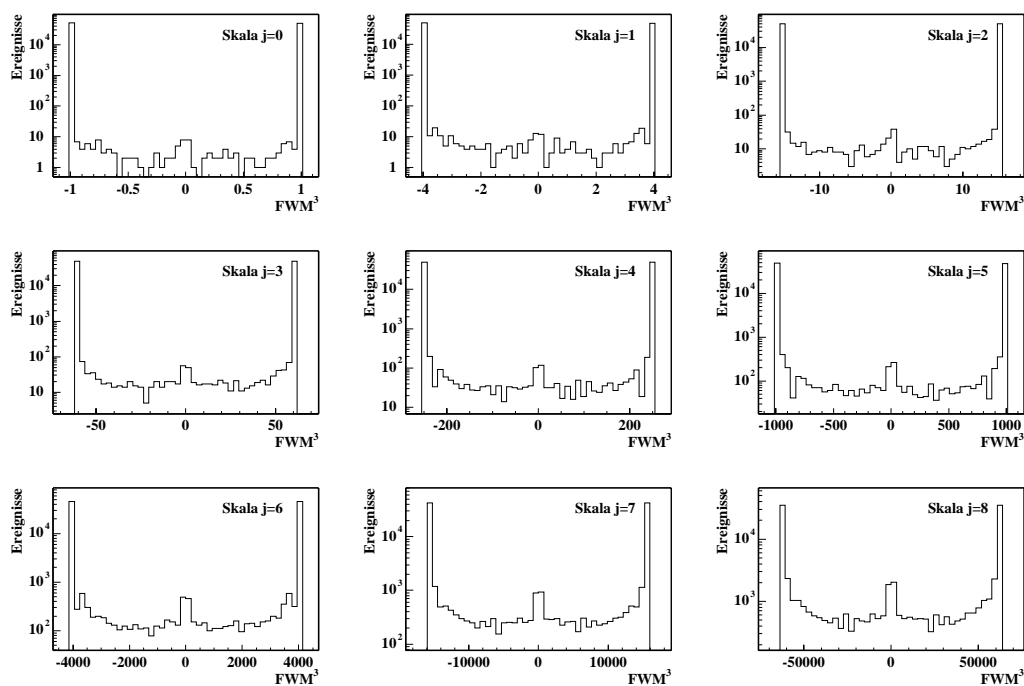 Ereignisse
Skala j=0
10⁴
10³
10²
10
1
-1 -0.5 0 0.5 1
FWM³
Ereignisse
Skala j=1
10⁴
10³
10²
10
1
-4 -2 0 2 4
FWM³
Ereignisse
Skala j=2
10⁴
10³
10²
10
-10 0 10
FWM³
Ereignisse
Skala j=3
10⁴
10³
10²
10
-50 0 50
FWM³
Ereignisse
Skala j=4
10⁴
10³
10²
10
-200 0 200
FWM³
Ereignisse
Skala j=5
10⁴
10³
10²
-1000 -500 0 500 1000
FWM³
Ereignisse
Skala j=6
10⁴
10³
10²
-4000 -2000 0 2000 4000
FWM³
Ereignisse
Skala j=7
10⁴
10³
10²
-10000 0 10000
FWM³
Ereignisse
Skala j=8
10⁴
10³
-50000 0 50000
FWM³